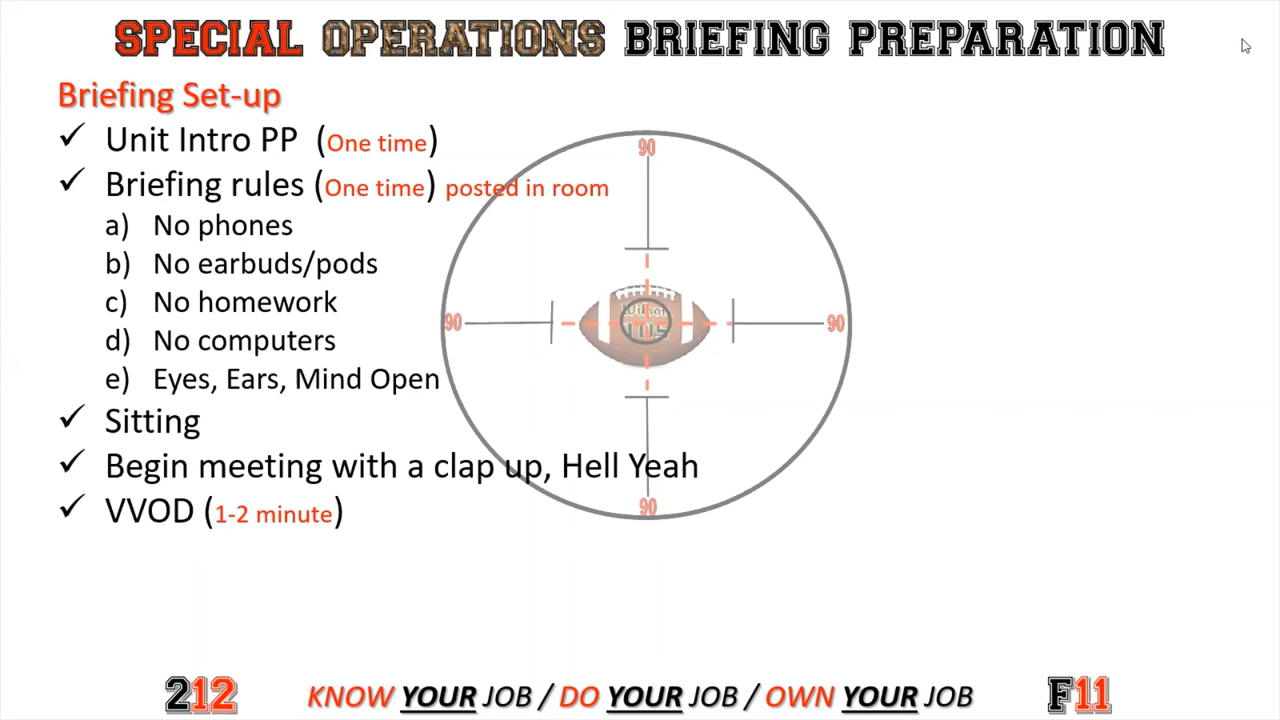 SPECIAL OPERATIONS BRIEFING PREPARATION
Briefing Set-up
✓ Unit Intro PP (One time)
✓ Briefing rules (One time) posted in room
a) No phones
b) No earbuds/pods
c) No homework
d) No computers
e) Eyes, Ears, Mind Open
✓ Sitting
✓ Begin meeting with a clap up, Hell Yeah
✓ VVOD (1-2 minute)
90
90
90
90
Wilson
212
KNOW YOUR JOB / DO YOUR JOB / OWN YOUR JOB
F11